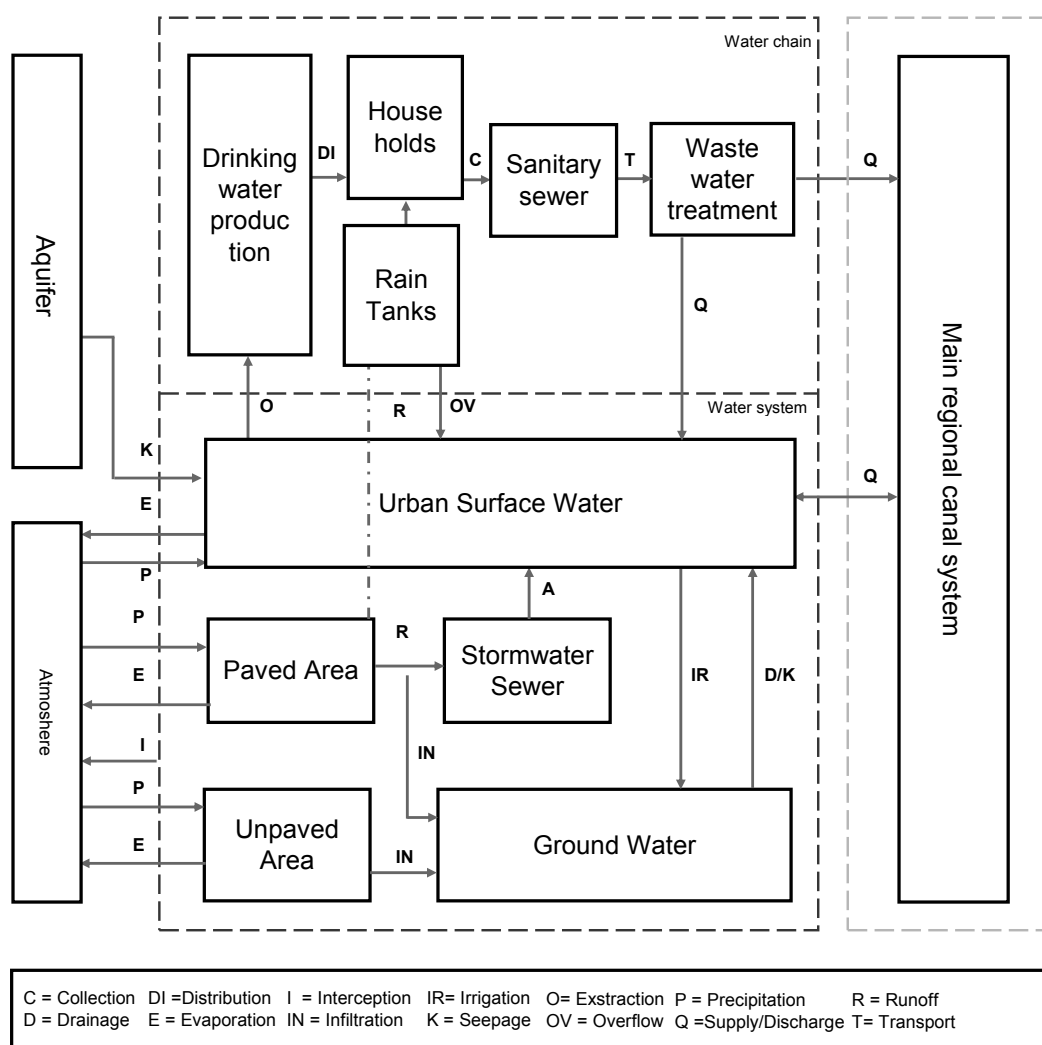 Water chain
House
holds
Drinking
water
produc
tion
DI
C
Sanitary
sewer
T
Waste
water
treatment
Q
Aquifer
Rain
Tanks
Q
Main regional canal system
O
R
OV
Water system
K
Urban Surface Water
Q
E
P
A
P
Paved Area
R
Stormwater
Sewer
IR
D/K
E
Atmoshere
I
IN
P
Unpaved
Area
Ground Water
E
IN
C = Collection DI =Distribution I = Interception IR= Irrigation O= Exstraction P = Precipitation R = Runoff
D = Drainage E = Evaporation IN = Infiltration K = Seepage OV = Overflow Q =Supply/Discharge T= Transport